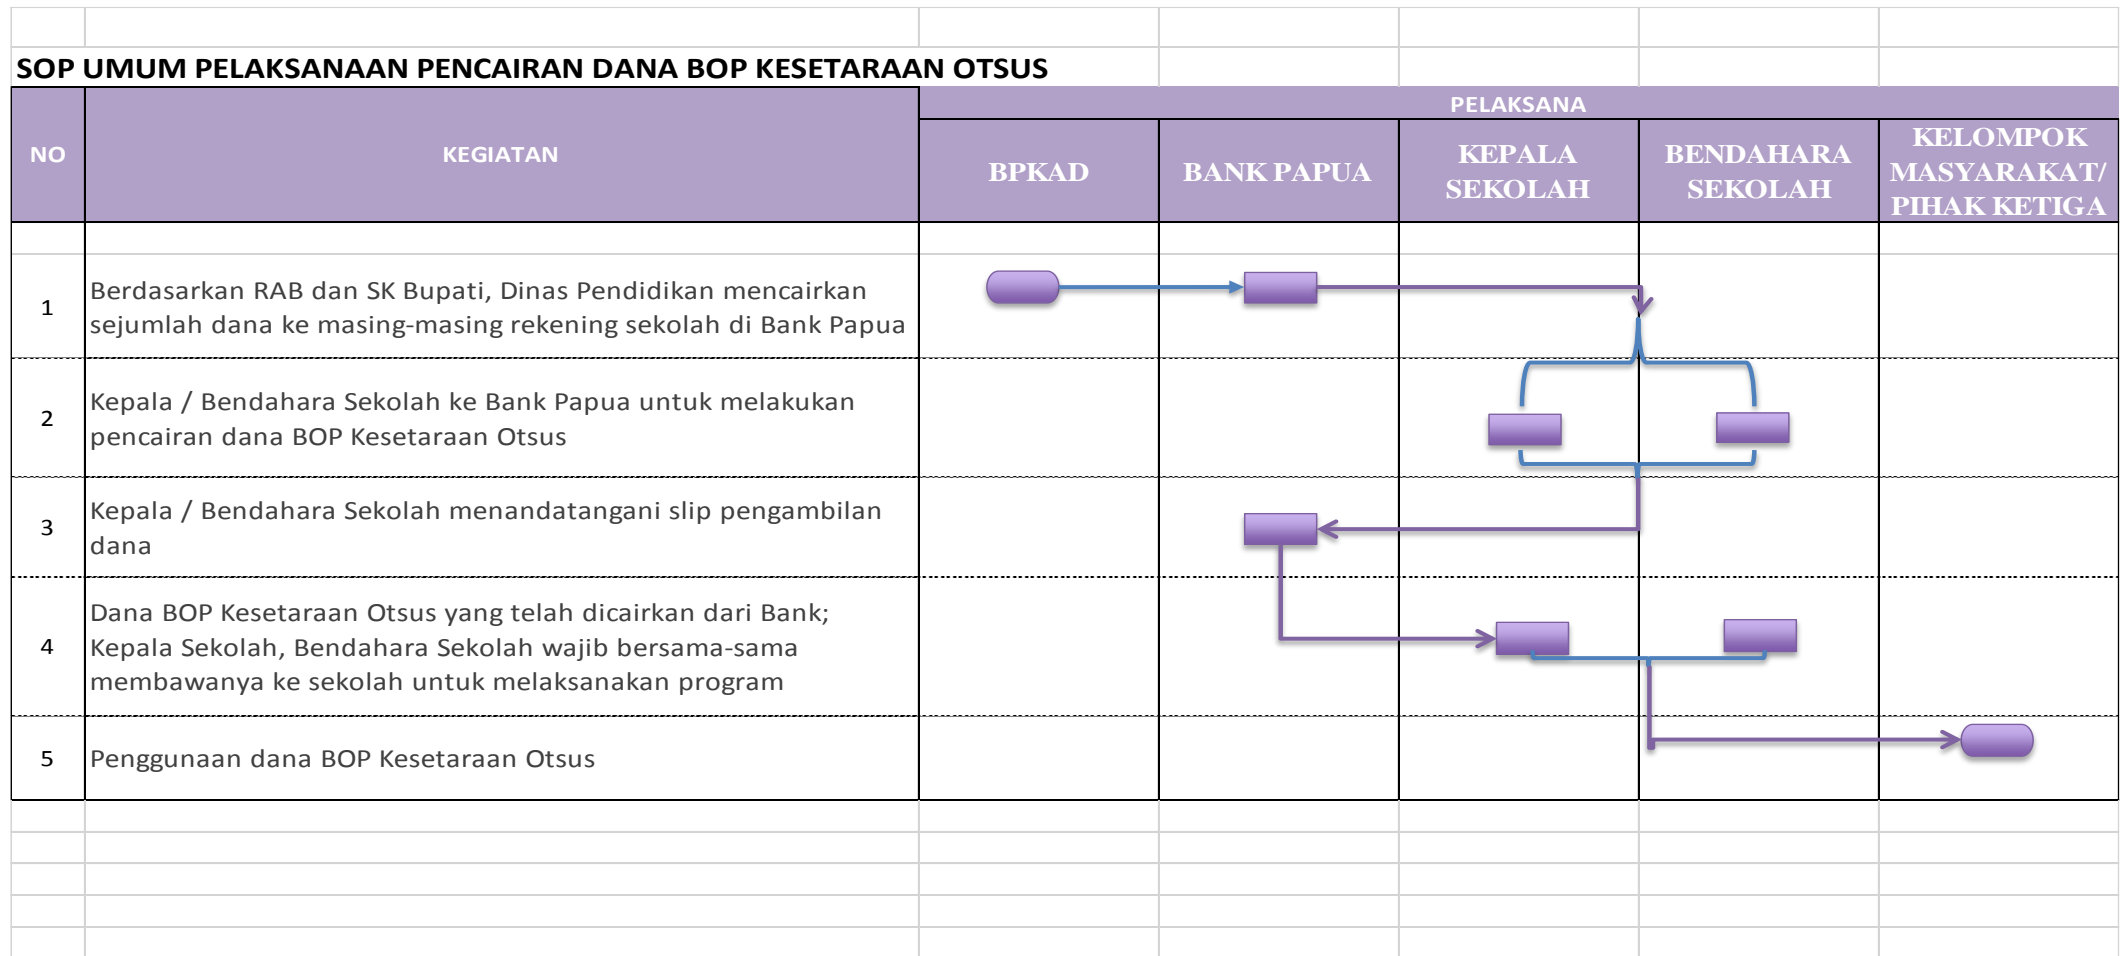 SOP UMUM PELAKSANAAN PENCAIRAN DANA BOP KESETARAAN OTSUS
NO
KEGIATAN
PELAKSANA
BPKAD
BANK PAPUA
KEPALA
SEKOLAH
BENDAHARA
SEKOLAH
KELOMPOK
MASYARAKAT/
PIHAK KETIGA
1
Berdasarkan RAB dan SK Bupati, Dinas Pendidikan mencairkan
sejumlah dana ke masing-masing rekening sekolah di Bank Papua
2
Kepala / Bendahara Sekolah ke Bank Papua untuk melakukan
pencairan dana BOP Kesetaraan Otsus
3
Kepala / Bendahara Sekolah menandatangani slip pengambilan
dana
4
Dana BOP Kesetaraan Otsus yang telah dicairkan dari Bank;
Kepala Sekolah, Bendahara Sekolah wajib bersama-sama
membawanya ke sekolah untuk melaksanakan program
5
Penggunaan dana BOP Kesetaraan Otsus